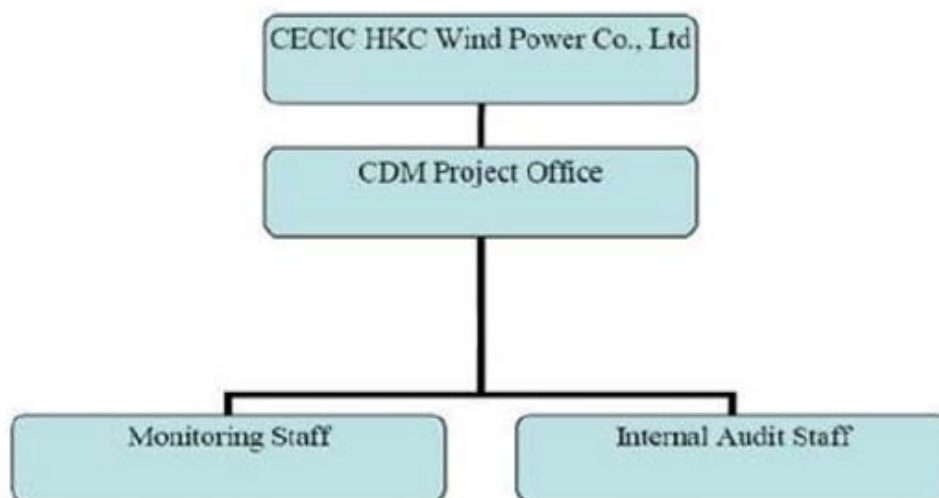 CECIC HKC Wind Power Co., Ltd
CDM Project Office
Monitoring Staff
Internal Audit Staff